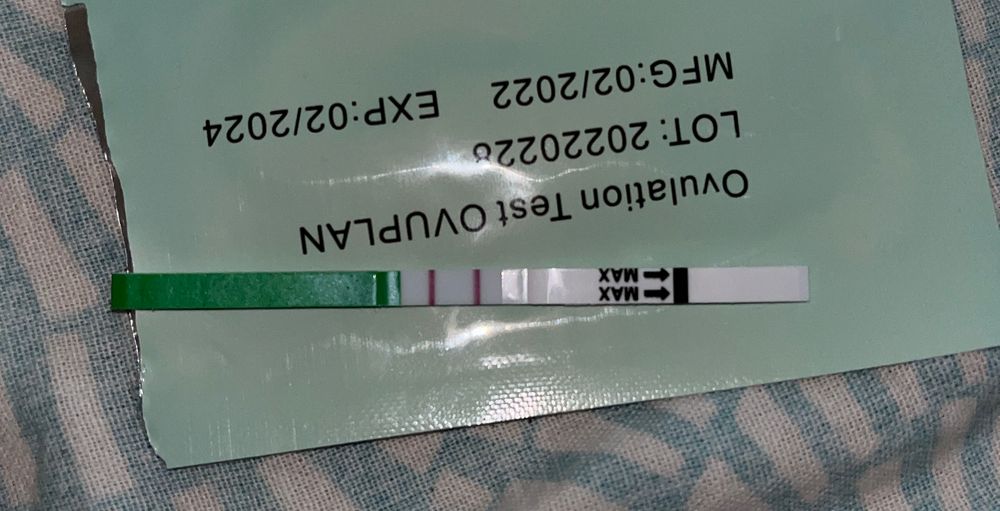 Ovulation Test OVUPLAN
LOT: 20220228
MFG:02/2022 EXP:02/2024
MAX
MAX